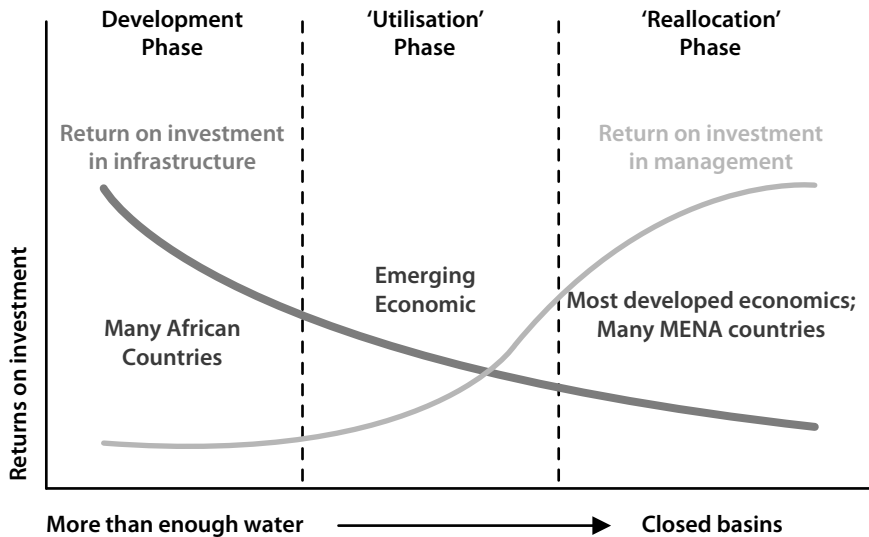 Development
Phase
‘Utilisation’
Phase
‘Reallocation’
Phase
Return on investment
in infrastructure
Return on investment
in management
Emerging
Economic
Many African
Countries
Most developed economics;
Many MENA countries
Returns on investment
More than enough water
Closed basins